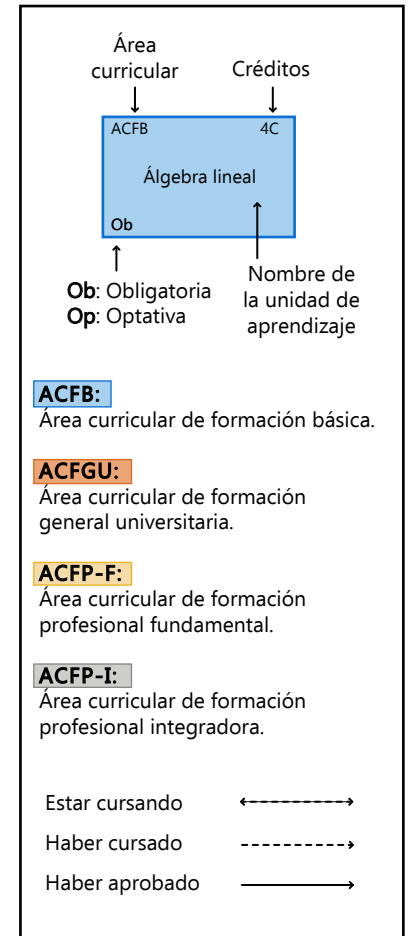 Área
curricular
Créditos
ACFB
4C
Álgebra lineal
Ob
Ob: Obligatoria
Op: Optativa
Nombre de
la unidad de
aprendizaje
ACFB:
Área curricular de formación básica.
ACFGU:
Área curricular de formación
general universitaria.
ACFP-F:
Área curricular de formación
profesional fundamental.
ACFP-I:
Área curricular de formación
profesional integradora.
Estar cursando
Haber cursado
Haber aprobado